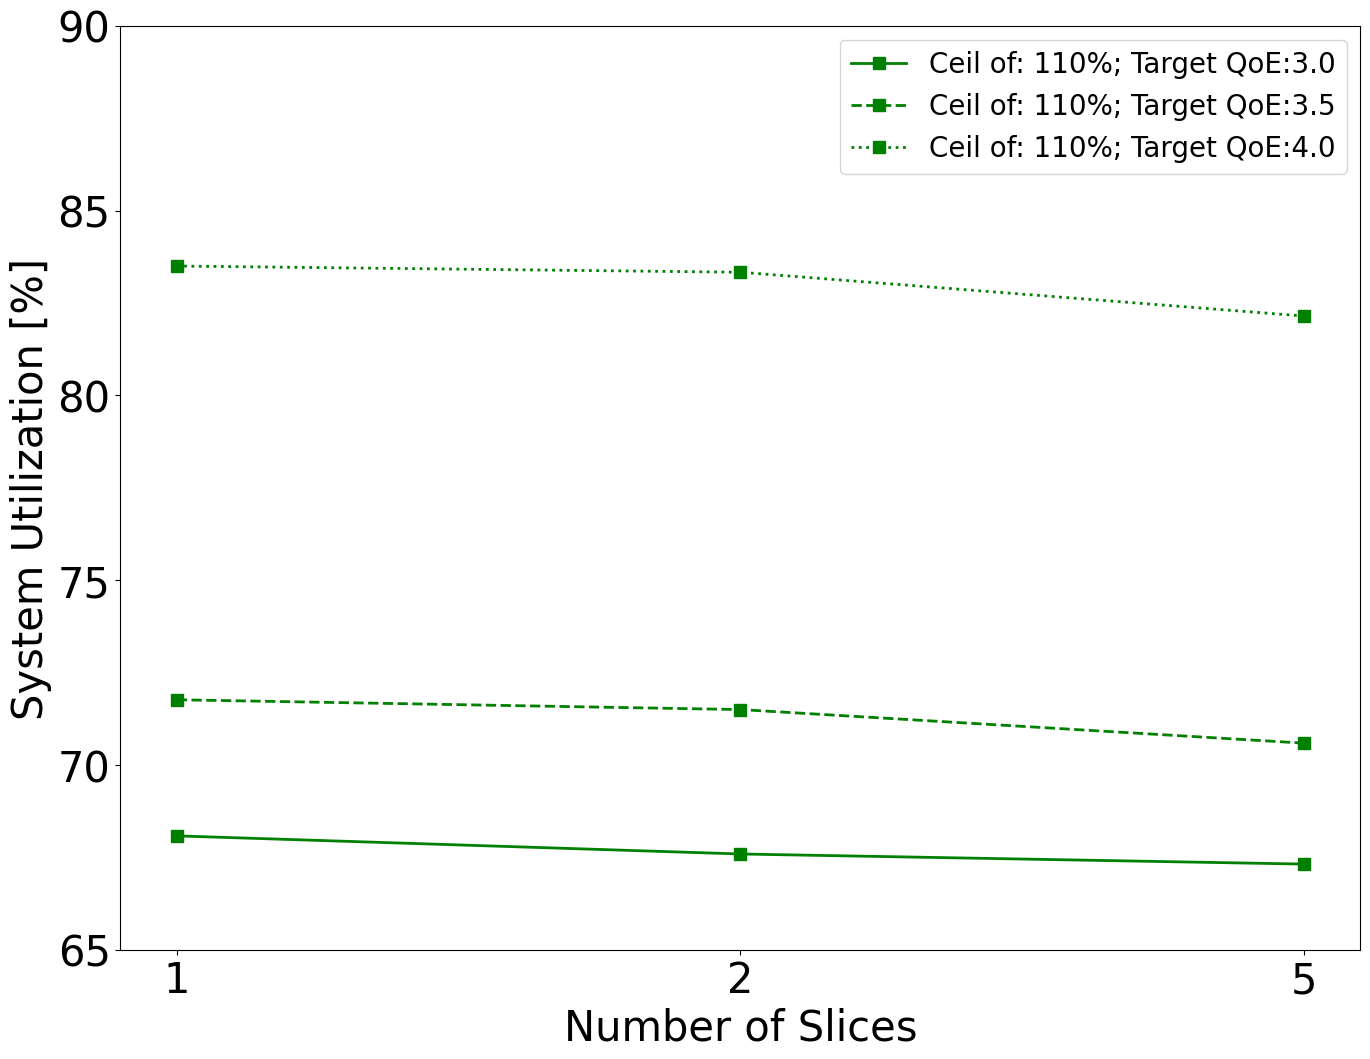 90
85
80
75
70
65
System Utilization [%]
Ceil of: 110%; Target QoE:3.0
Ceil of: 110%; Target QoE:3.5
Ceil of: 110%; Target QoE:4.0
1 2 5
Number of Slices